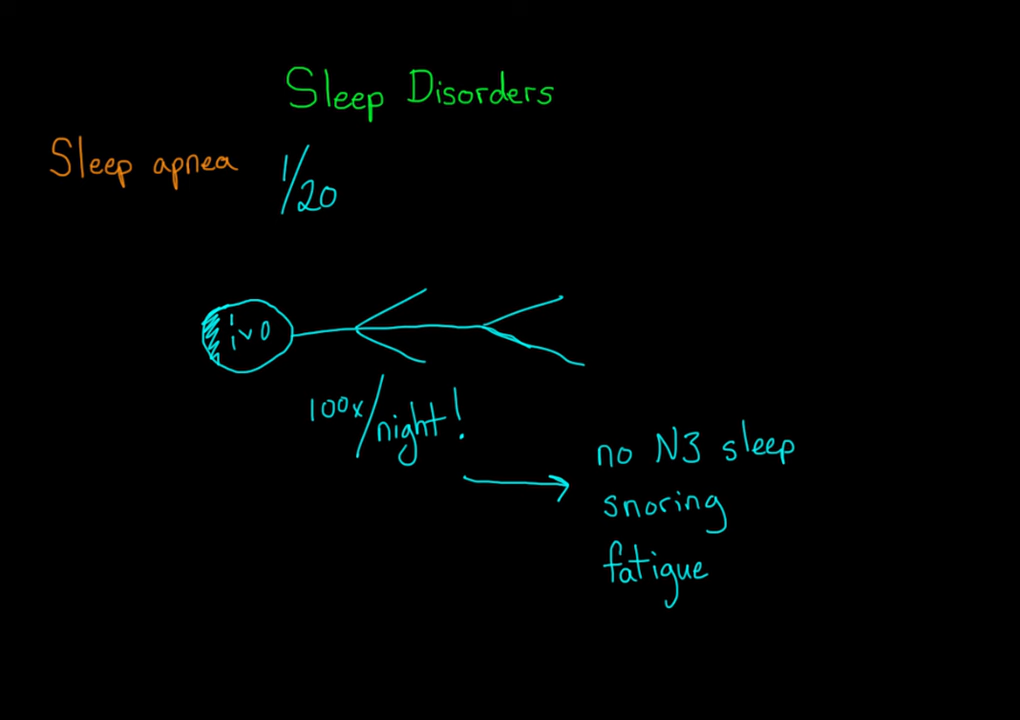 Sleep Disorders
Sleep apnea 1/20
100x/night!
no N3 sleep
snoring
fatigue